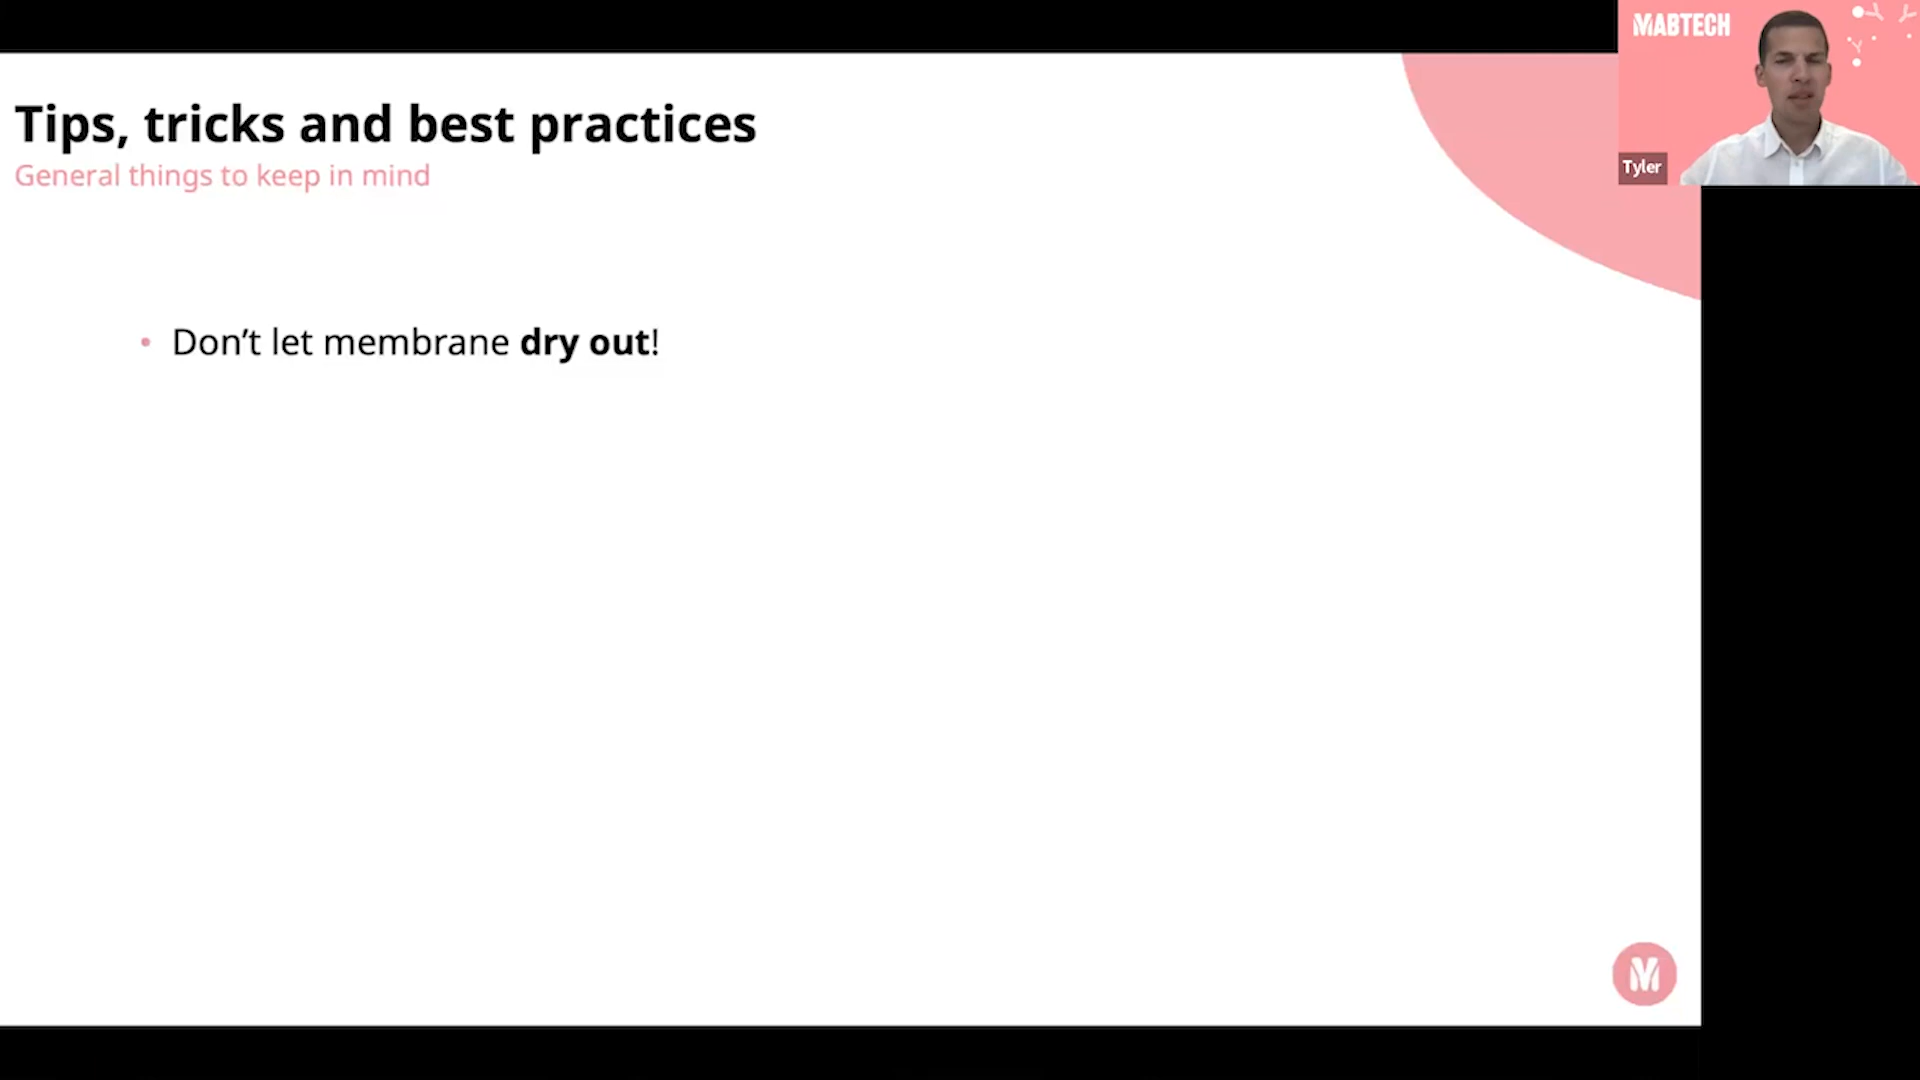 MABTECH
Tyler
Tips, tricks and best practices
General things to keep in mind
• Don’t let membrane dry out!
M